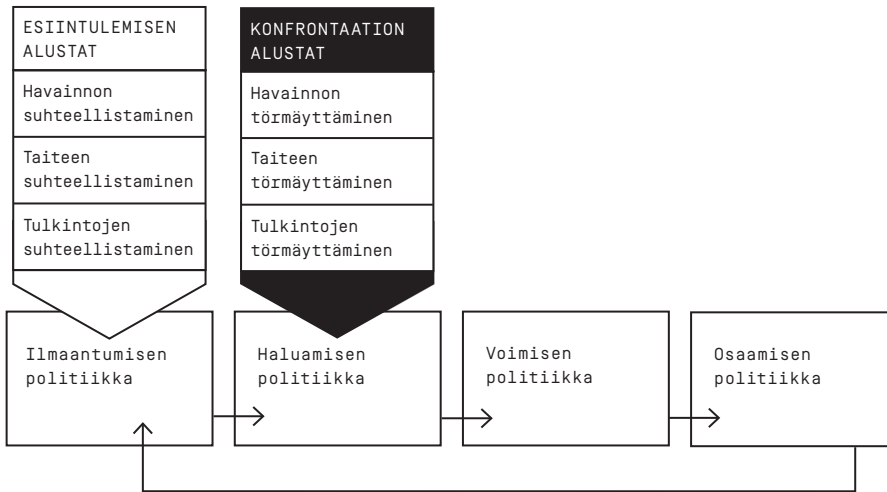 ESIINTULEMISEN
ALUSTAT
Havainnon
suhteellistaminen
Taiteen
suhteellistaminen
Tulkintojen
suhteellistaminen
KONFRONTAATION
ALUSTAT
Havainnon
törmäyttäminen
Taiteen
törmäyttäminen
Tulkintojen
törmäyttäminen
Ilmaantumisen
politiikka
Haluamisen
politiikka
Voimisen
politiikka
Osaamisen
politiikka